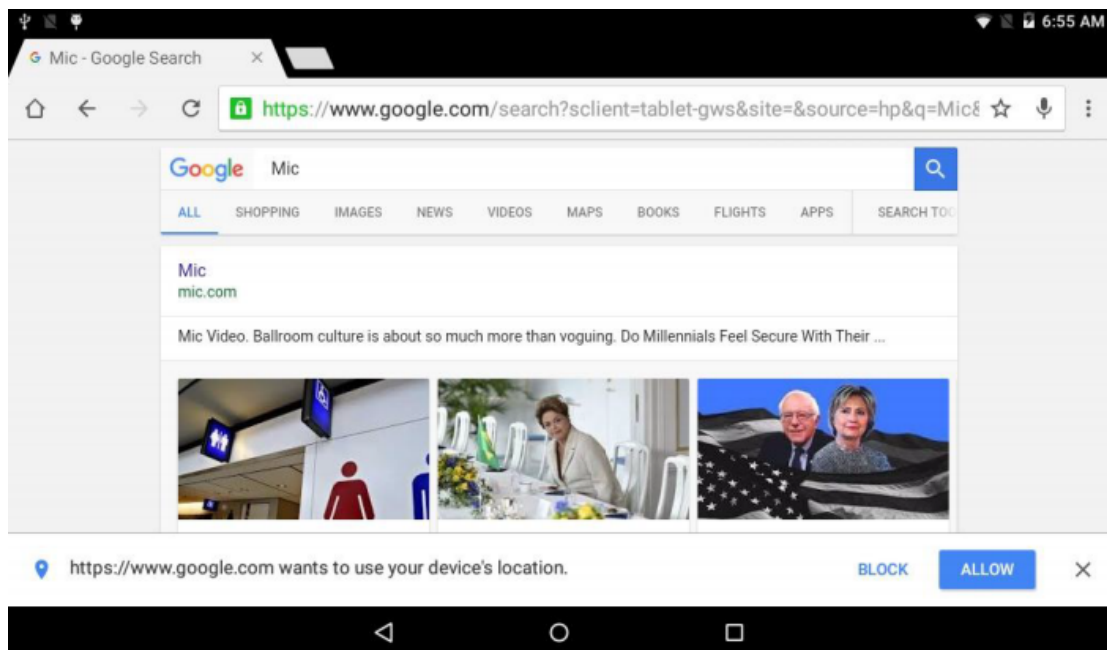 6:55 AM
Mic - Google Search
https://www.google.com/search?sclient=tablet-gws&site=&source=hp&q=Mic&
Google Mic
ALL SHOPPING IMAGES NEWS VIDEOS MAPS BOOKS FLIGHTS APPS SEARCH TOO
Mic
mic.com
Mic Video. Ballroom culture is about so much more than voguing. Do Millennials Feel Secure With Their ...
https://www.google.com wants to use your device's location. BLOCK ALLOW